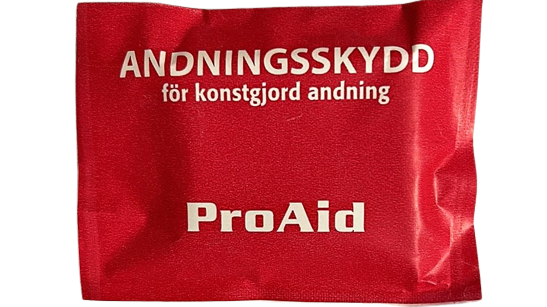 ANDNINGSSKYDD
för konstgjord andning
ProAid